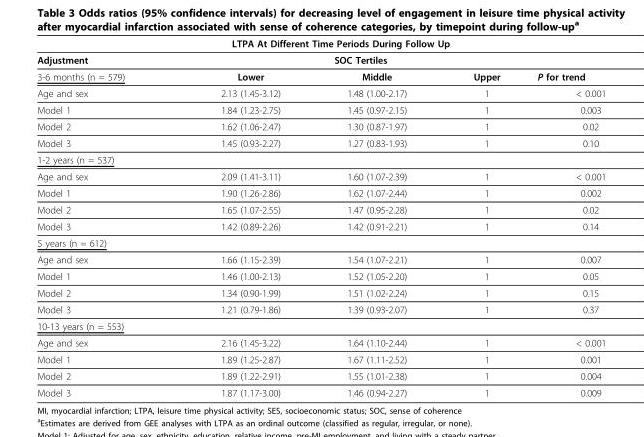 Table 3 Odds ratios (95% confidence intervals) for decreasing level of engagement in leisure time physical activity
after myocardial infarction associated with sense of coherence categories, by timepoint during follow-upª
LTPA At Different Time Periods During Follow Up
Adjustment SOC Tertiles
3-6 months (n = 579) Lower Middle Upper P for trend
Age and sex 2.13 (1.45-3.12) 1.48 (1.00-2.17) 1 < 0.001
Model 1 1.84 (1.23-2.75) 1.45 (0.97-2.15) 1 0.003
Model 2 1.62 (1.06-2.47) 1.30 (0.87-1.97) 1 0.02
Model 3 1.45 (0.93-2.27) 1.27 (0.83-1.93) 1 0.10
1-2 years (n = 537)
Age and sex 2.09 (1.41-3.11) 1.60 (1.07-2.39) 1 < 0.001
Model 1 1.90 (1.26-2.86) 1.62 (1.07-2.44) 1 0.002
Model 2 1.65 (1.07-2.55) 1.47 (0.95-2.28) 1 0.02
Model 3 1.42 (0.89-2.26) 1.42 (0.91-2.21) 1 0.14
5 years (n = 612)
Age and sex 1.66 (1.15-2.39) 1.54 (1.07-2.21) 1 0.007
Model 1 1.46 (1.00-2.13) 1.52 (1.05-2.20) 1 0.05
Model 2 1.34 (0.90-1.99) 1.51 (1.02-2.24) 1 0.15
Model 3 1.21 (0.79-1.86) 1.39 (0.93-2.07) 1 0.37
10-13 years (n = 553)
Age and sex 2.16 (1.45-3.22) 1.64 (1.10-2.44) 1 < 0.001
Model 1 1.89 (1.25-2.87) 1.67 (1.11-2.52) 1 0.001
Model 2 1.89 (1.22-2.91) 1.55 (1.01-2.38) 1 0.004
Model 3 1.87 (1.17-3.00) 1.46 (0.94-2.27) 1 0.009
MI, myocardial infarction; LTPA, leisure time physical activity; SES, socioeconomic status; SOC, sense of coherence
ªEstimates are derived from GEE analyses with LTPA as an ordinal outcome (classified as regular, irregular, or none).
Model 1: Adjusted for age, sex, ethnicity, education, relative income, pre-MI employment, and living with a steady partner